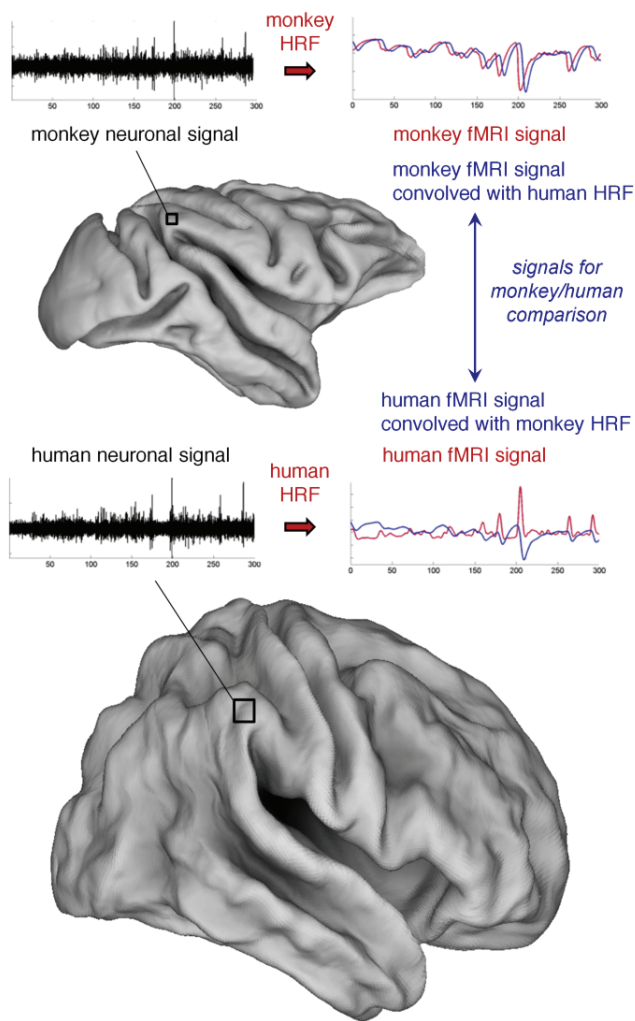 monkey
HRF
0 50 100 150 200 250 300
0 50 100 150 200 250 300
monkey neuronal signal
monkey fMRI signal
monkey fMRI signal
convolved with human HRF
signals for
monkey/human
comparison
human fMRI signal
convolved with monkey HRF
human neuronal signal
human
HRF
human fMRI signal
50 100 150 200 250 300
0 50 100 150 200 250 300